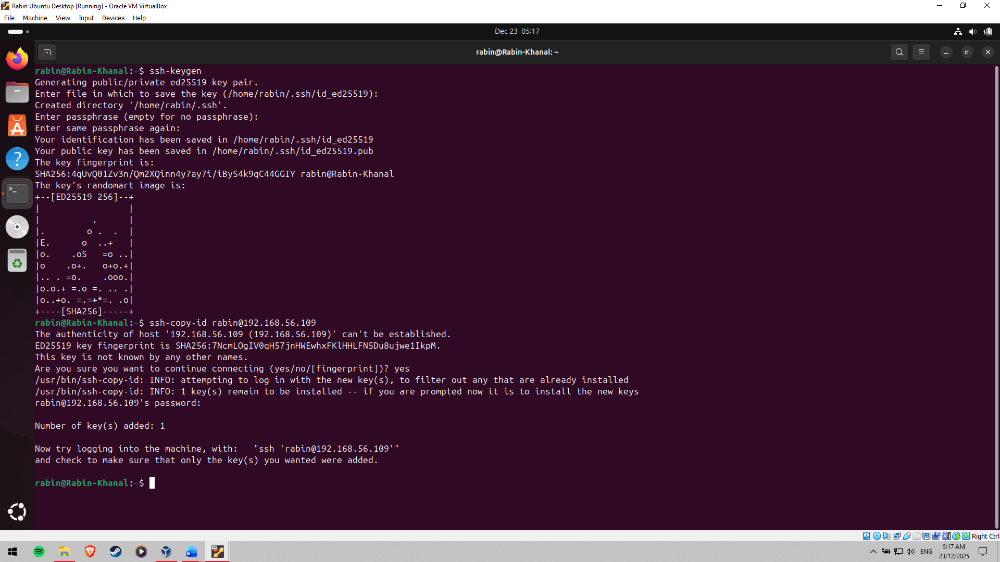 Rabin Ubuntu Desktop [Running] - Oracle VM VirtualBox
File Machine View Input Devices Help
Dec 23 05:17
rabin@Rabin-Khanal: ~
rabin@Rabin-Khanal:~$ ssh-keygen
Generating public/private ed25519 key pair.
Enter file in which to save the key (/home/rabin/.ssh/id_ed25519):
Created directory '/home/rabin/.ssh'.
Enter passphrase (empty for no passphrase):
Enter same passphrase again:
Your identification has been saved in /home/rabin/.ssh/id_ed25519
Your public key has been saved in /home/rabin/.ssh/id_ed25519.pub
The key fingerprint is:
SHA256:4qUvQ01Zv3n/Qm2XQinn4y7ay7i/iByS4k9qC44GGIY rabin@Rabin-Khanal
The key's randomart image is:
+--[ED25519 256]--+
|                 |
|          .      |
|.        o .  .  |
|E.      o  ..+   |
|o.    .oS   =o ..|
|o    .o+.   o+o.+|
|.. . =o.    .ooo.|
|o.o.+ =.o =. .. .|
|o..+o. =.=+*=. .o|
+----[SHA256]-----+
rabin@Rabin-Khanal:~$ ssh-copy-id rabin@192.168.56.109
The authenticity of host '192.168.56.109 (192.168.56.109)' can't be established.
ED25519 key fingerprint is SHA256:7NcmLOgIV0qH57jnHWEwhxFKlHHLFN5Du8ujwe1IkpM.
This key is not known by any other names.
Are you sure you want to continue connecting (yes/no/[fingerprint])? yes
/usr/bin/ssh-copy-id: INFO: attempting to log in with the new key(s), to filter out any that are already installed
/usr/bin/ssh-copy-id: INFO: 1 key(s) remain to be installed -- if you are prompted now it is to install the new keys
rabin@192.168.56.109's password:
Number of key(s) added: 1
Now try logging into the machine, with:   "ssh 'rabin@192.168.56.109'"
and check to make sure that only the key(s) you wanted were added.
rabin@Rabin-Khanal:~$
Right Ctrl
ENG
5:17 AM
23/12/2025